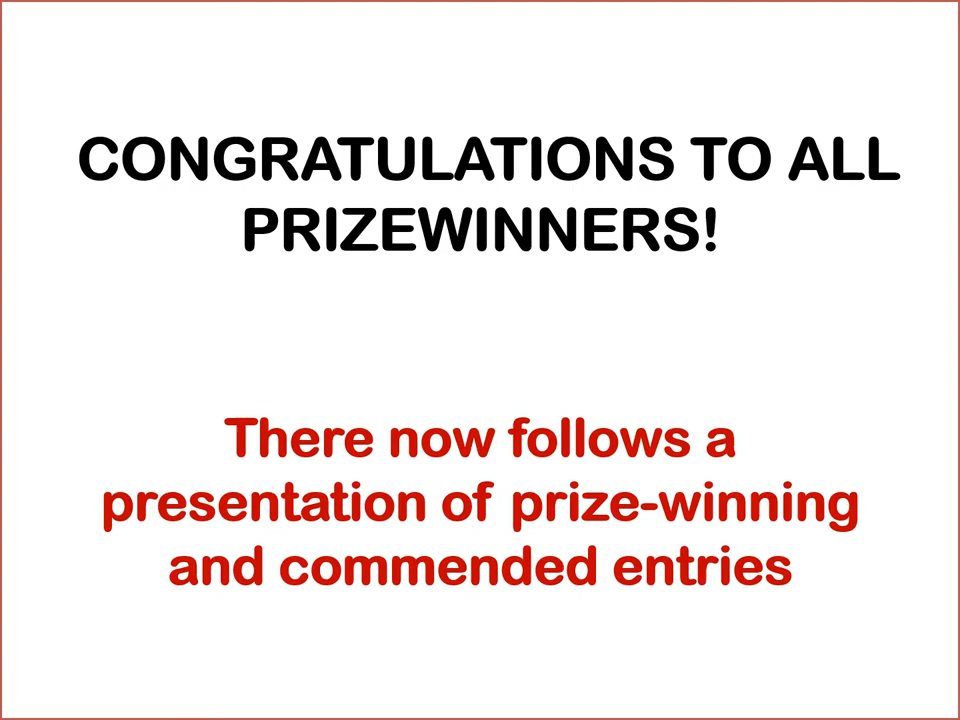 CONGRATULATIONS TO ALL
PRIZEWINNERS!
There now follows a
presentation of prize-winning
and commended entries